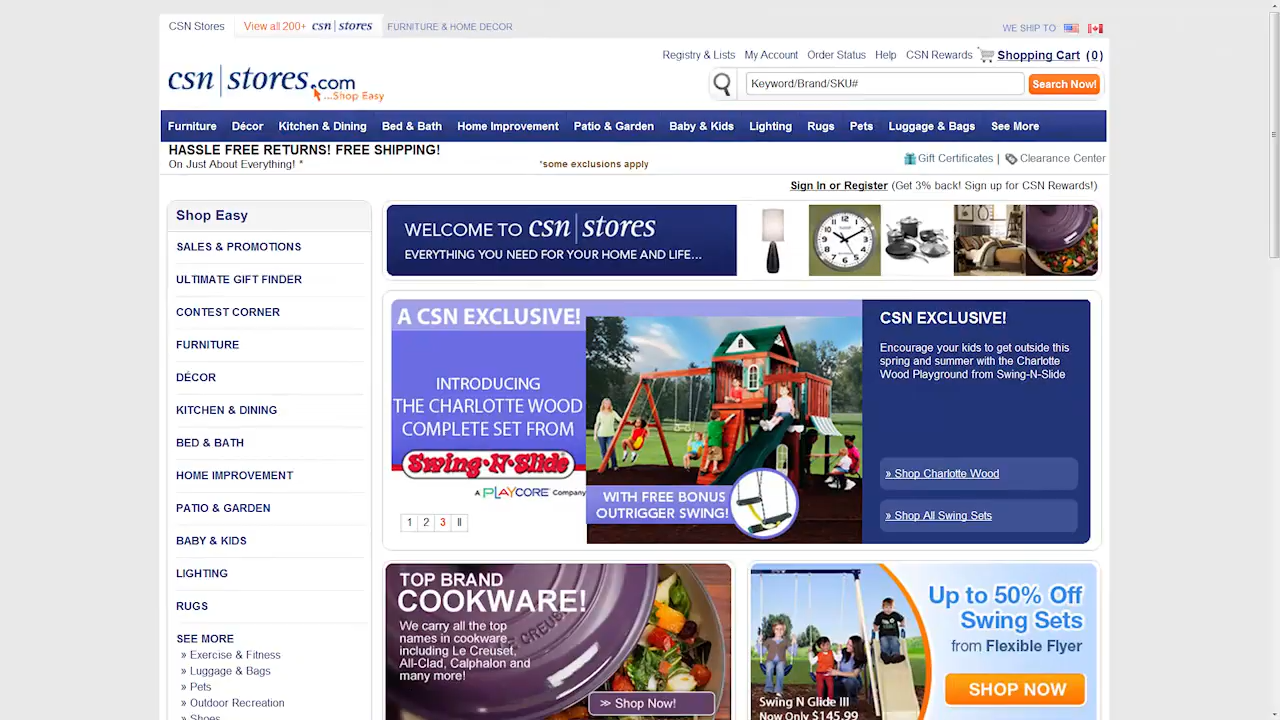 CSN Stores
View all 200+ csn|stores
FURNITURE & HOME DECOR
WE SHIP TO
Registry & Lists My Account Order Status Help CSN Rewards Shopping Cart (0)
csn|stores.com
...Shop Easy
Keyword/Brand/SKU#
Search Now!
Furniture Décor Kitchen & Dining Bed & Bath Home Improvement Patio & Garden Baby & Kids Lighting Rugs Pets Luggage & Bags See More
HASSLE FREE RETURNS! FREE SHIPPING!
On Just About Everything! *
*some exclusions apply
Gift Certificates | Clearance Center
Sign In or Register (Get 3% back! Sign up for CSN Rewards!)
Shop Easy
SALES & PROMOTIONS
ULTIMATE GIFT FINDER
CONTEST CORNER
FURNITURE
DÉCOR
KITCHEN & DINING
BED & BATH
HOME IMPROVEMENT
PATIO & GARDEN
BABY & KIDS
LIGHTING
RUGS
SEE MORE
» Exercise & Fitness
» Luggage & Bags
» Pets
» Outdoor Recreation
» Shoes
WELCOME TO csn|stores
EVERYTHING YOU NEED FOR YOUR HOME AND LIFE...
A CSN EXCLUSIVE!
INTRODUCING
THE CHARLOTTE WOOD
COMPLETE SET FROM
Swing-N-Slide
A PLAYCORE Company
1 2 3 II
WITH FREE BONUS
OUTRIGGER SWING!
CSN EXCLUSIVE!
Encourage your kids to get outside this
spring and summer with the Charlotte
Wood Playground from Swing-N-Slide
» Shop Charlotte Wood
» Shop All Swing Sets
TOP BRAND
COOKWARE!
We carry all the top
names in cookware,
including Le Creuset,
All-Clad, Calphalon and
many more!
>> Shop Now!
Up to 50% Off
Swing Sets
from Flexible Flyer
SHOP NOW
Swing N Glide III
Now Only $145.99